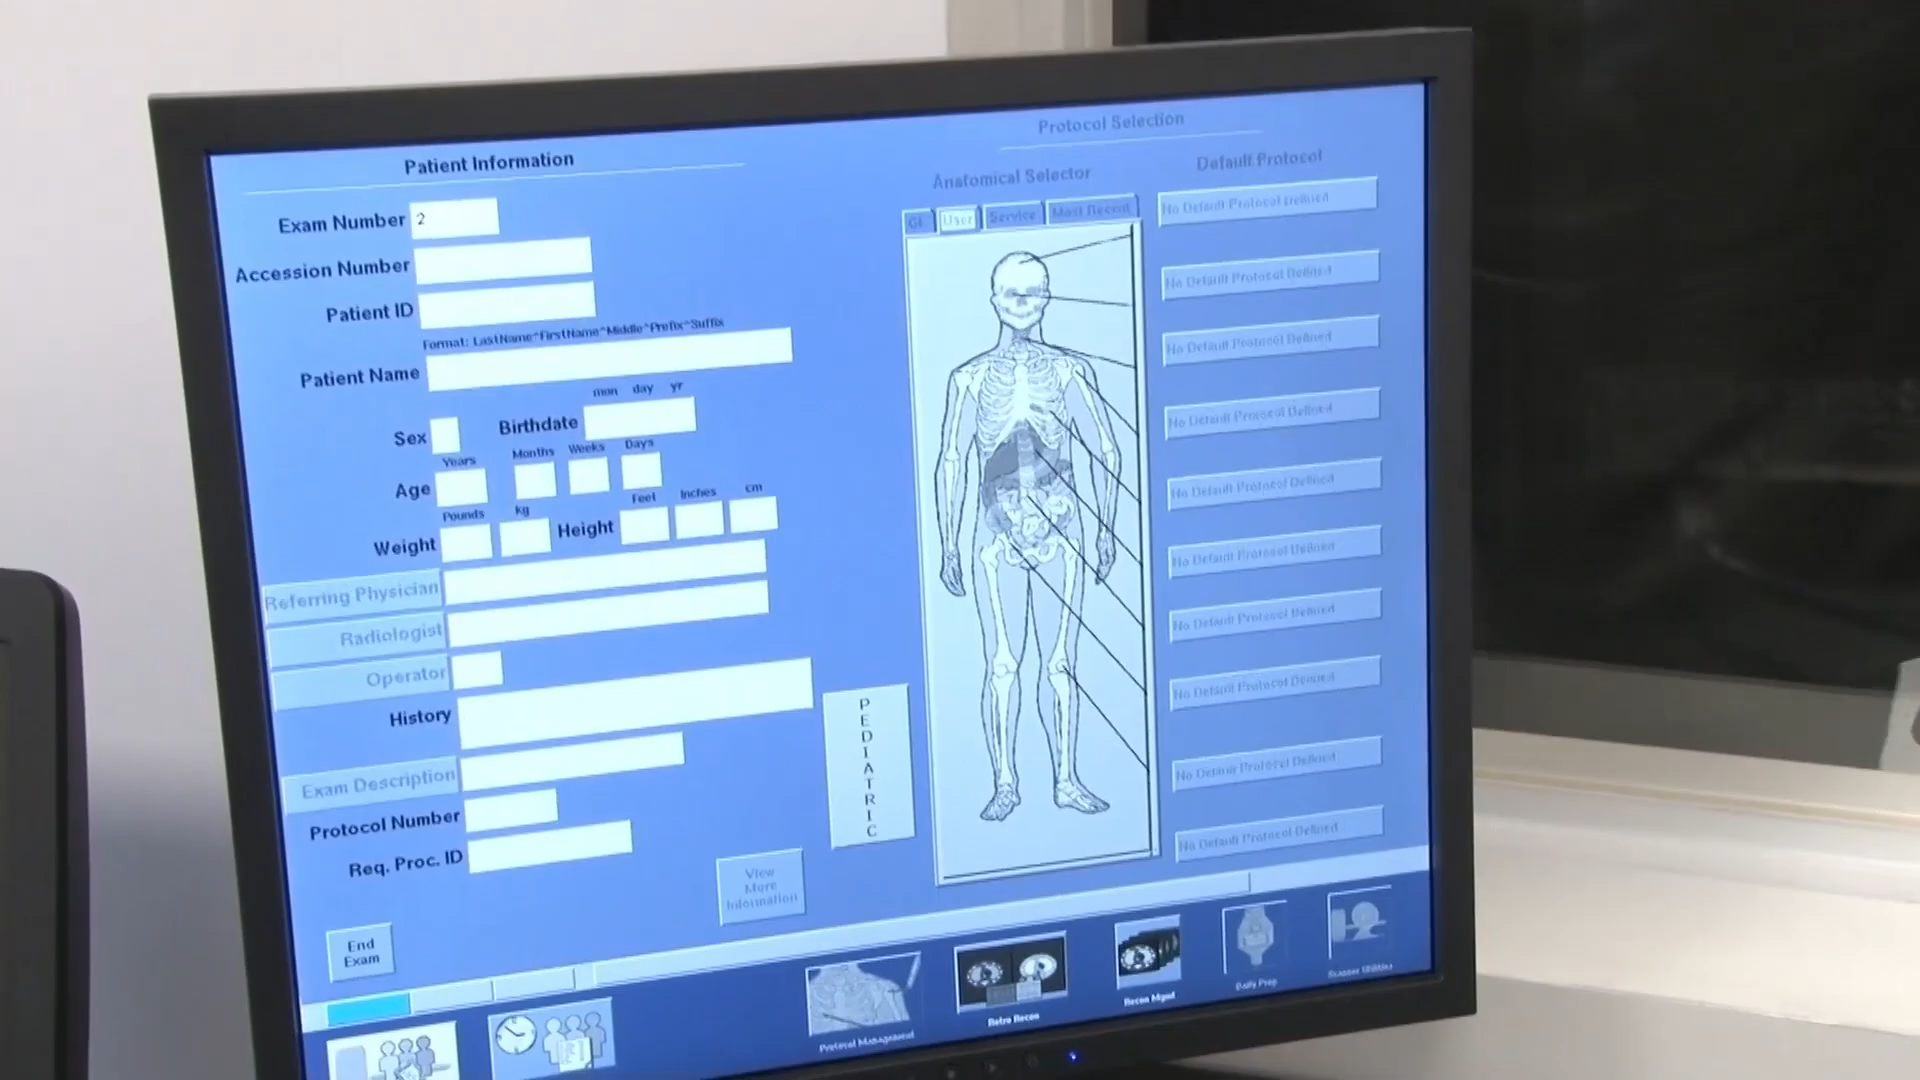 Patient Information
Exam Number 2
Accession Number
Patient ID
Format: LastName^FirstName^Middle^Prefix^Suffix
Patient Name
mon day yr
Sex Birthdate
Years Months Weeks Days
Age
Pounds kg Feet Inches cm
Weight Height
Referring Physician
Radiologist
Operator
History
Exam Description
Protocol Number
Req. Proc. ID
View
More
Information
End
Exam
PEDIATRIC
Protocol Selection
Anatomical Selector
Default Protocol
User Service Most Recent
No Default Protocol Defined
No Default Protocol Defined
No Default Protocol Defined
No Default Protocol Defined
No Default Protocol Defined
No Default Protocol Defined
No Default Protocol Defined
No Default Protocol Defined
No Default Protocol Defined
No Default Protocol Defined
Protocol Management
Retro Recon
Recon Mgmt
Daily Prep
Scanner Utilities